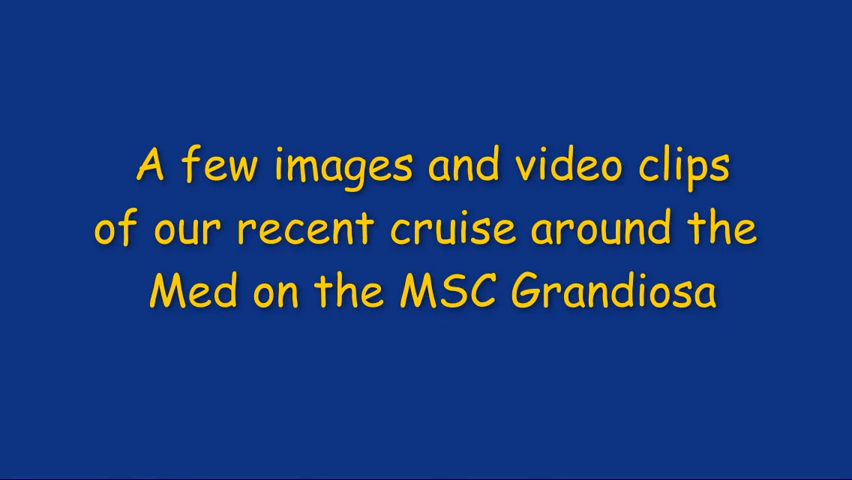 A few images and video clips
of our recent cruise around the
Med on the MSC Grandiosa